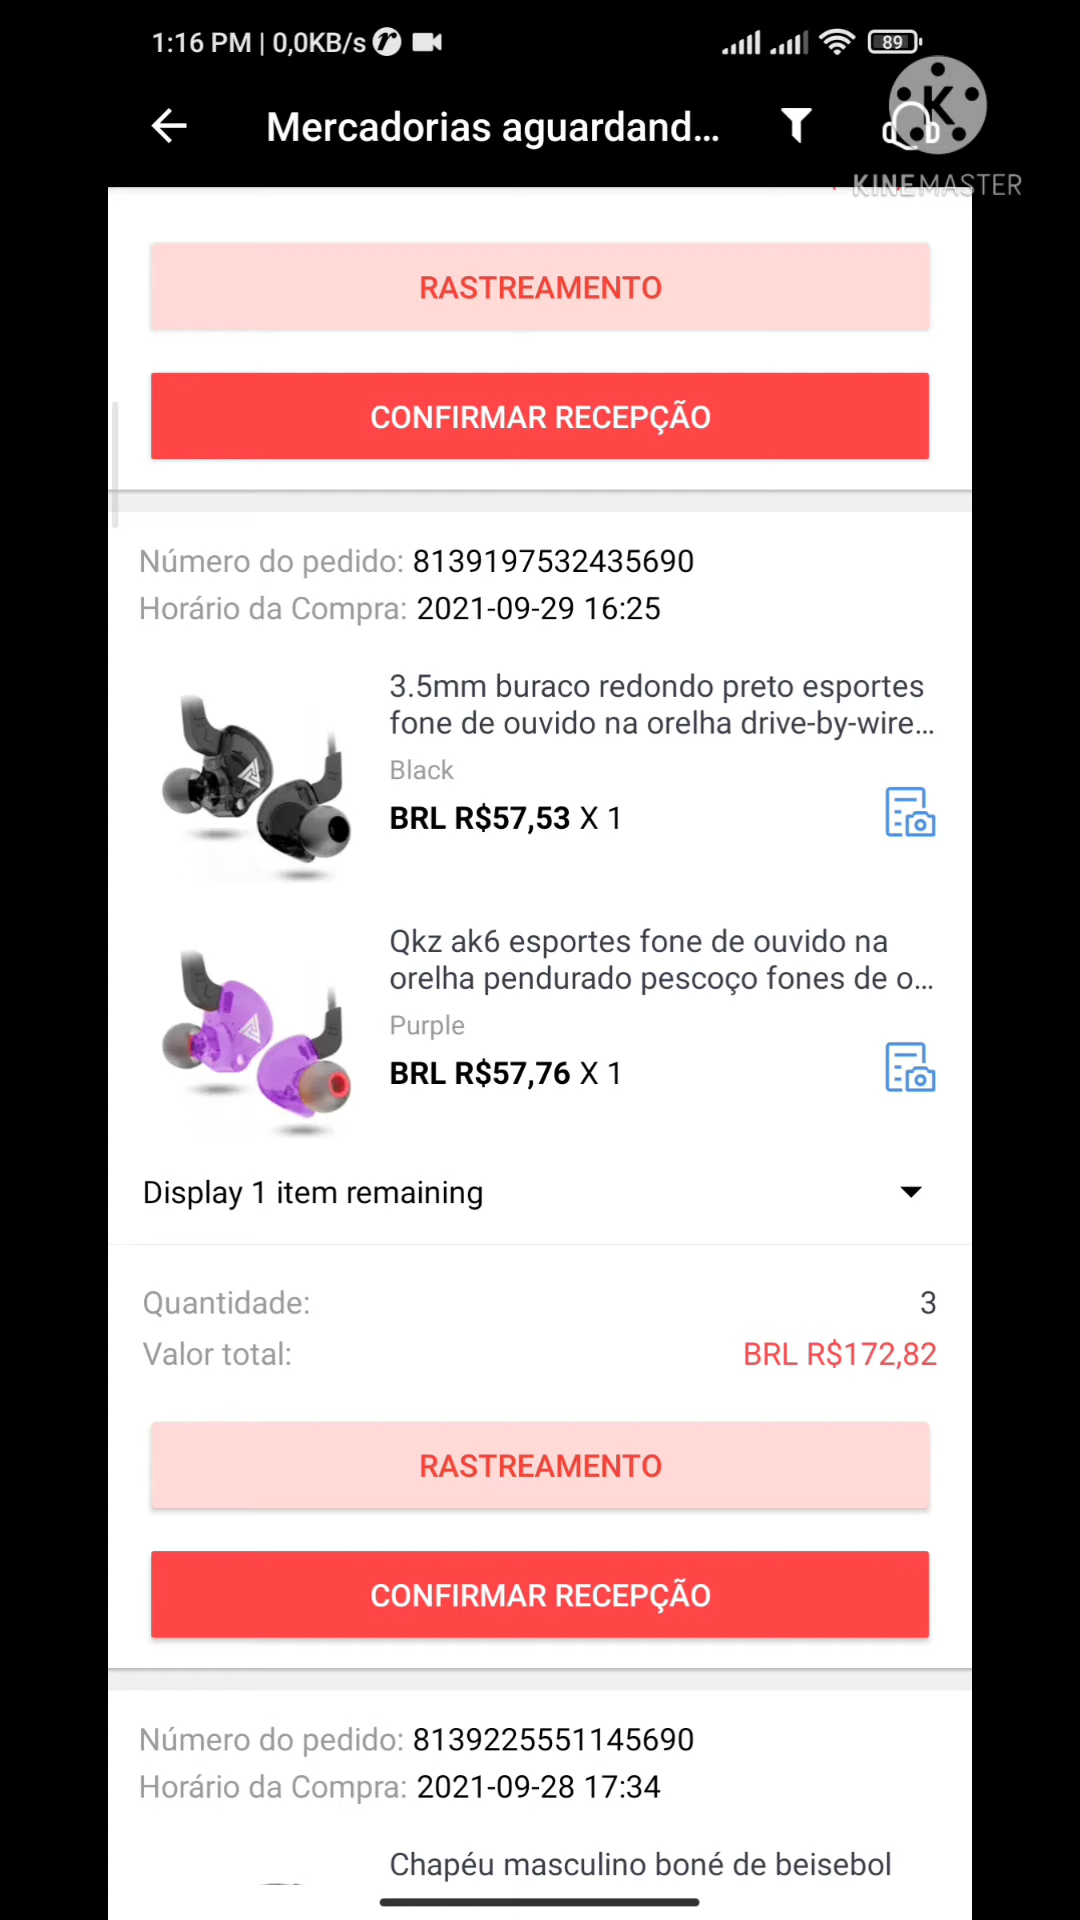 1:16 PM | 0,0KB/s
89
Mercadorias aguardand...
KINEMASTER
RASTREAMENTO
CONFIRMAR RECEPÇÃO
Número do pedido: 8139197532435690
Horário da Compra: 2021-09-29 16:25
3.5mm buraco redondo preto esportes
fone de ouvido na orelha drive-by-wire...
Black
BRL R$57,53 X 1
Qkz ak6 esportes fone de ouvido na
orelha pendurado pescoço fones de o...
Purple
BRL R$57,76 X 1
Display 1 item remaining
Quantidade: 3
Valor total: BRL R$172,82
RASTREAMENTO
CONFIRMAR RECEPÇÃO
Número do pedido: 8139225551145690
Horário da Compra: 2021-09-28 17:34
Chapéu masculino boné de beisebol